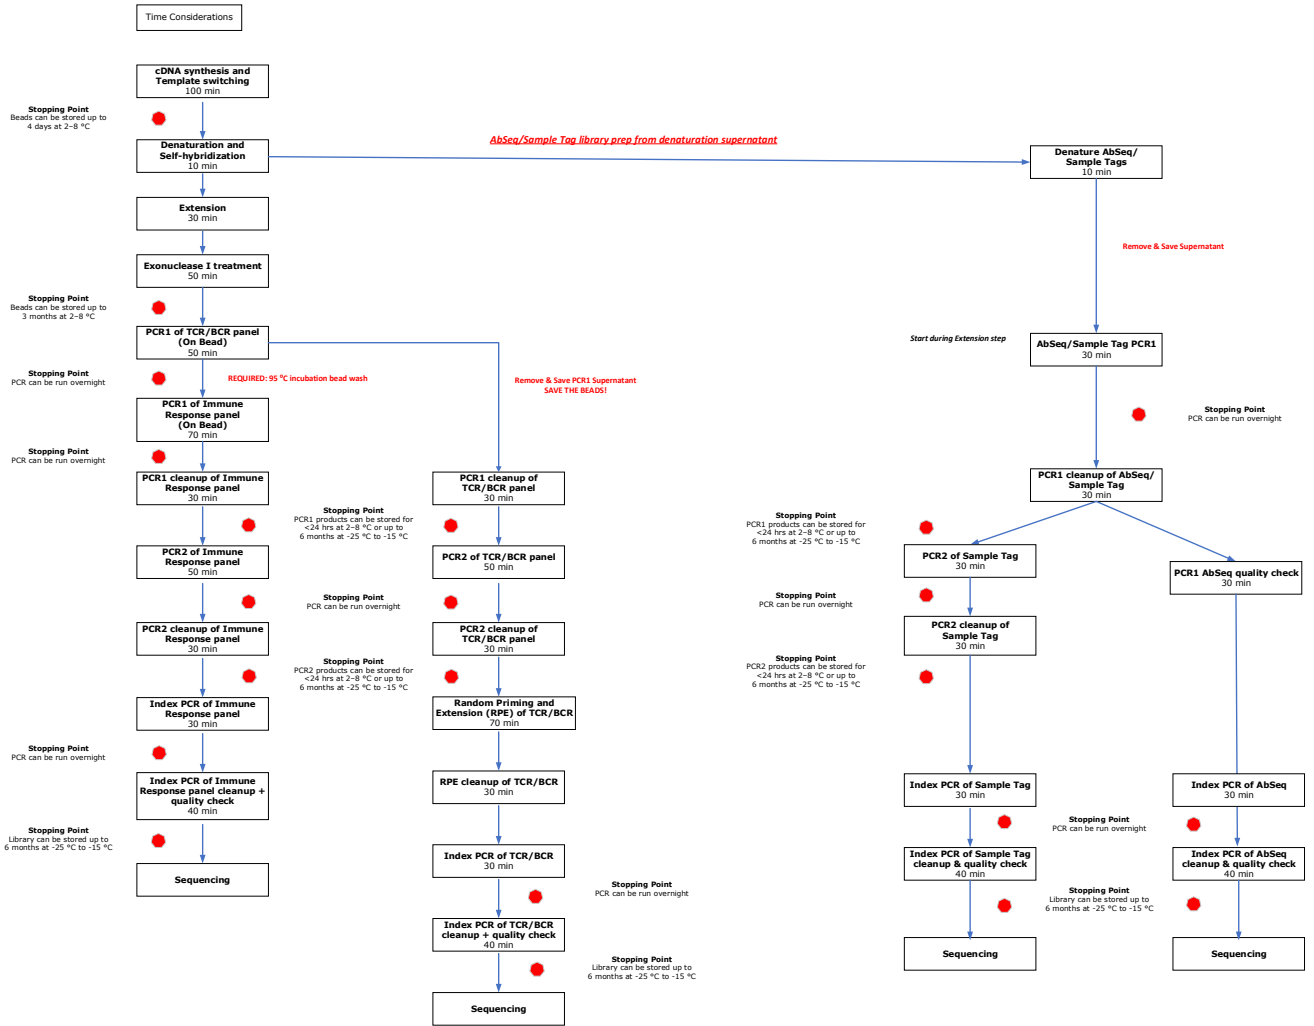 Time Considerations
cDNA synthesis and
Template switching
100 min
Stopping Point
Beads can be stored up to
4 days at 2–8 °C
Denaturation and
Self-hybridization
10 min
AbSeq/Sample Tag library prep from denaturation supernatant
Denature AbSeq/
Sample Tags
10 min
Extension
30 min
Remove & Save Supernatant
Exonuclease I treatment
50 min
Stopping Point
Beads can be stored up to
3 months at 2–8 °C
PCR1 of TCR/BCR panel
(On Bead)
50 min
Start during Extension step
AbSeq/Sample Tag PCR1
30 min
Stopping Point
PCR can be run overnight
REQUIRED: 95 °C incubation bead wash
Remove & Save PCR1 Supernatant
SAVE THE BEADS!
PCR1 of Immune
Response panel
(On Bead)
70 min
Stopping Point
PCR can be run overnight
Stopping Point
PCR can be run overnight
PCR1 cleanup of Immune
Response panel
30 min
PCR1 cleanup of
TCR/BCR panel
30 min
PCR1 cleanup of AbSeq/
Sample Tag
30 min
Stopping Point
PCR1 products can be stored for
<24 hrs at 2–8 °C or up to
6 months at -25 °C to -15 °C
Stopping Point
PCR1 products can be stored for
<24 hrs at 2–8 °C or up to
6 months at -25 °C to -15 °C
PCR2 of Immune
Response panel
50 min
PCR2 of TCR/BCR panel
50 min
PCR2 of Sample Tag
30 min
PCR1 AbSeq quality check
30 min
Stopping Point
PCR can be run overnight
Stopping Point
PCR can be run overnight
PCR2 cleanup of Immune
Response panel
30 min
PCR2 cleanup of
TCR/BCR panel
30 min
PCR2 cleanup of
Sample Tag
30 min
Stopping Point
PCR2 products can be stored for
<24 hrs at 2–8 °C or up to
6 months at -25 °C to -15 °C
Stopping Point
PCR2 products can be stored for
<24 hrs at 2–8 °C or up to
6 months at -25 °C to -15 °C
Index PCR of Immune
Response panel
30 min
Random Priming and
Extension (RPE) of TCR/BCR
70 min
Stopping Point
PCR can be run overnight
Index PCR of Immune
Response panel cleanup +
quality check
40 min
RPE cleanup of TCR/BCR
30 min
Index PCR of Sample Tag
30 min
Index PCR of AbSeq
30 min
Stopping Point
Library can be stored up to
6 months at -25 °C to -15 °C
Stopping Point
PCR can be run overnight
Sequencing
Index PCR of TCR/BCR
30 min
Index PCR of Sample Tag
cleanup & quality check
40 min
Index PCR of AbSeq
cleanup & quality check
40 min
Stopping Point
PCR can be run overnight
Stopping Point
Library can be stored up to
6 months at -25 °C to -15 °C
Index PCR of TCR/BCR
cleanup + quality check
40 min
Sequencing
Sequencing
Stopping Point
Library can be stored up to
6 months at -25 °C to -15 °C
Sequencing